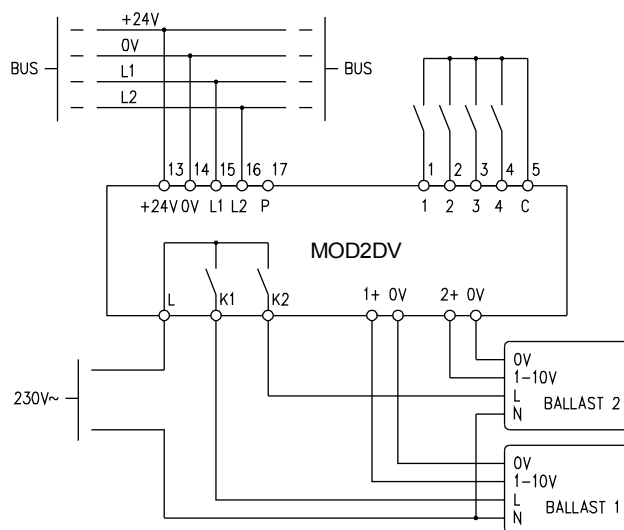 +24V
0V
BUS
L1
BUS
L2
13 14 15 16 17
1 2 3 4 5
+24V 0V L1 L2 P
1 2 3 4 C
MOD2DV
L K1 K2 1+ 0V 2+ 0V
0V
1-10V
230V~
L
BALLAST 2
N
0V
1-10V
L
BALLAST 1
N